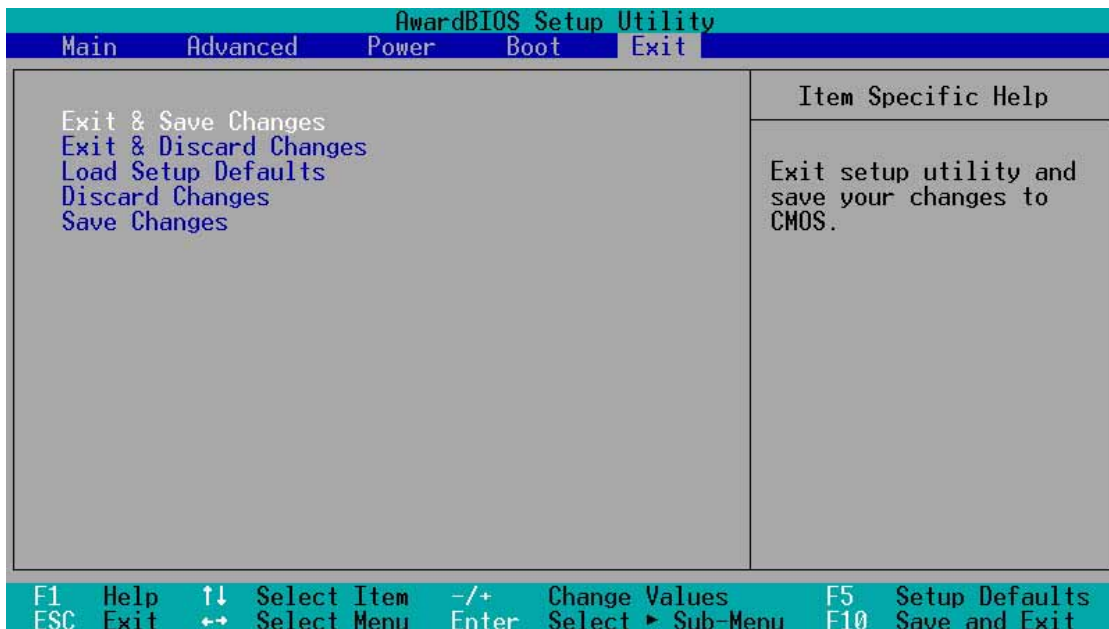 AwardBIOS Setup Utility
Main Advanced Power Boot Exit
Exit & Save Changes
Exit & Discard Changes
Load Setup Defaults
Discard Changes
Save Changes
Item Specific Help
Exit setup utility and
save your changes to
CMOS.
F1 Help ↑↓ Select Item -/+ Change Values F5 Setup Defaults
ESC Exit ←→ Select Menu Enter Select ► Sub-Menu F10 Save and Exit